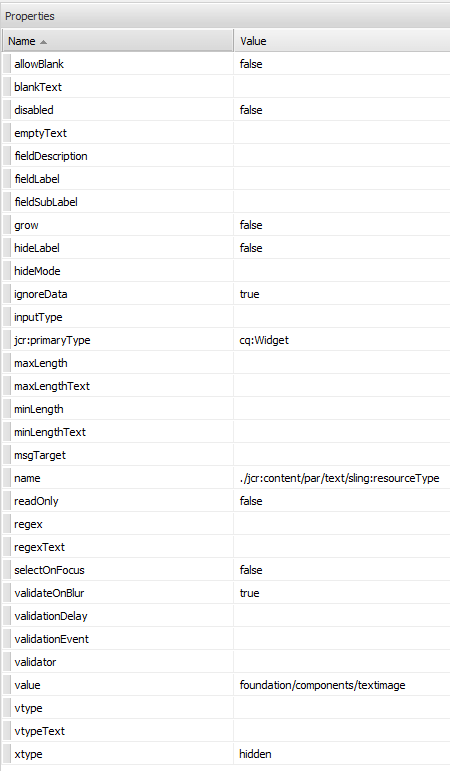 Properties
Name Value
allowBlank false
blankText
disabled false
emptyText
fieldDescription
fieldLabel
fieldSubLabel
grow false
hideLabel false
hideMode
ignoreData true
inputType
jcr:primaryType cq:Widget
maxLength
maxLengthText
minLength
minLengthText
msgTarget
name ./jcr:content/par/text/sling:resourceType
readOnly false
regex
regexText
selectOnFocus false
validateOnBlur true
validationDelay
validationEvent
validator
value foundation/components/textimage
vtype
vtypeText
xtype hidden